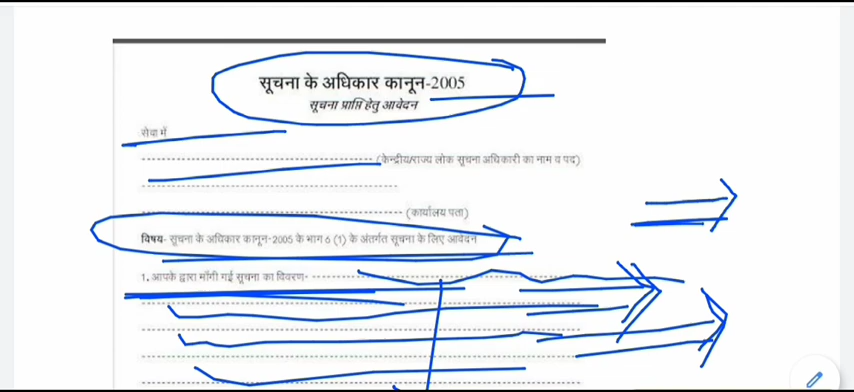 सूचना के अधिकार कानून-2005
सूचना प्राप्ति हेतु आवेदन
सेवा में
(केन्द्रीय/राज्य लोक सूचना अधिकारी का नाम व पद)
(कार्यालय पता)
विषय- सूचना के अधिकार कानून-2005 के भाग 6 (1) के अंतर्गत सूचना के लिए आवेदन
1. आपके द्वारा माँगी गई सूचना का विवरण-